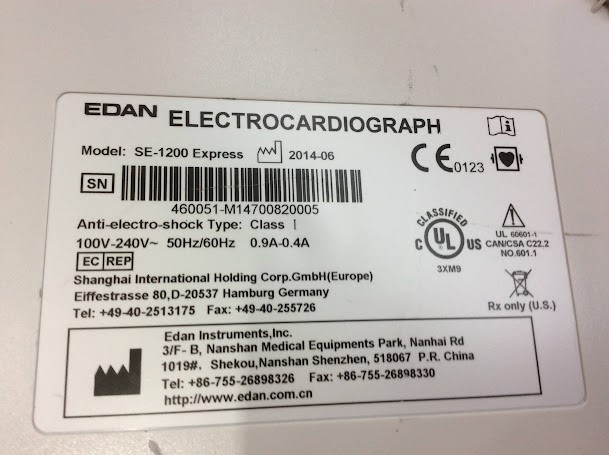 EDAN ELECTROCARDIOGRAPH
Model: SE-1200 Express 2014-06
CE0123
SN
460051-M14700820005
Anti-electro-shock Type: Class I
100V-240V~ 50Hz/60Hz 0.9A-0.4A
CLASSIFIED
C UL US
3XM9
UL 60601-1
CAN/CSA C22.2
NO.601.1
EC REP
Shanghai International Holding Corp.GmbH(Europe)
Eiffestrasse 80,D-20537 Hamburg Germany
Tel: +49-40-2513175 Fax: +49-40-255726
Rx only (U.S.)
Edan Instruments,Inc.
3/F- B, Nanshan Medical Equipments Park, Nanhai Rd
1019#, Shekou,Nanshan Shenzhen, 518067 P.R. China
Tel: +86-755-26898326 Fax: +86-755-26898330
http://www.edan.com.cn